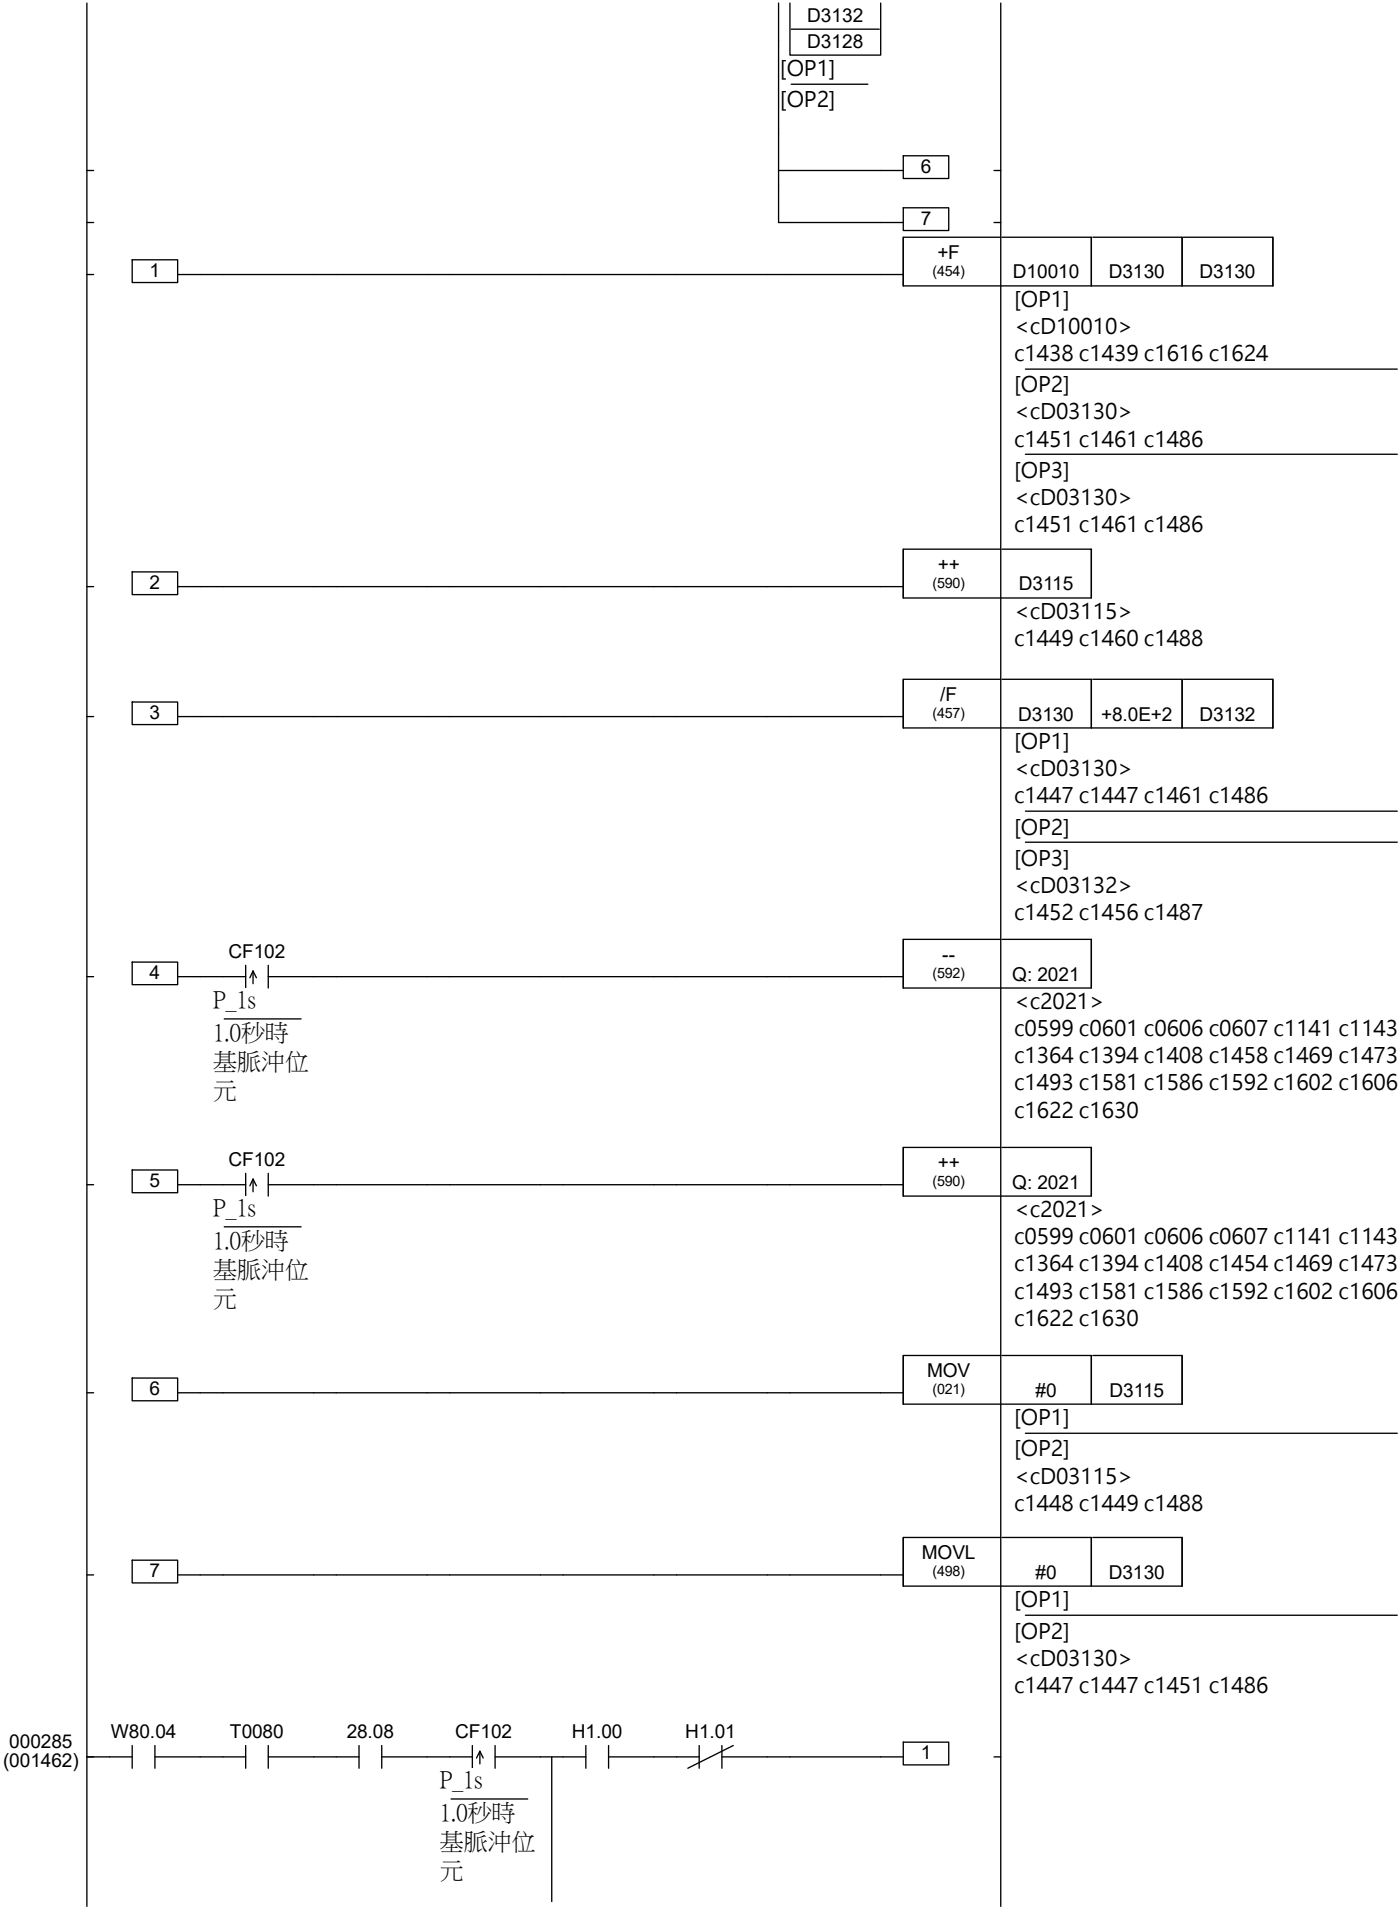 D3132
D3128
[OP1]
[OP2]
6
7
1
+F
(454)
D10010 D3130 D3130
[OP1]
<cD10010>
c1438 c1439 c1616 c1624
[OP2]
<cD03130>
c1451 c1461 c1486
[OP3]
<cD03130>
c1451 c1461 c1486
2
++
(590)
D3115
<cD03115>
c1449 c1460 c1488
3
/F
(457)
D3130 +8.0E+2 D3132
[OP1]
<cD03130>
c1447 c1447 c1461 c1486
[OP2]
[OP3]
<cD03132>
c1452 c1456 c1487
4
CF102
P_1s
1.0秒時
基脈冲位
元
--
(592)
Q: 2021
<c2021>
c0599 c0601 c0606 c0607 c1141 c1143
c1364 c1394 c1408 c1458 c1469 c1473
c1493 c1581 c1586 c1592 c1602 c1606
c1622 c1630
5
CF102
P_1s
1.0秒時
基脈冲位
元
++
(590)
Q: 2021
<c2021>
c0599 c0601 c0606 c0607 c1141 c1143
c1364 c1394 c1408 c1454 c1469 c1473
c1493 c1581 c1586 c1592 c1602 c1606
c1622 c1630
6
MOV
(021)
#0 D3115
[OP1]
[OP2]
<cD03115>
c1448 c1449 c1488
7
MOVL
(498)
#0 D3130
[OP1]
[OP2]
<cD03130>
c1447 c1447 c1451 c1486
000285
(001462)
W80.04 T0080 28.08 CF102 H1.00 H1.01
1
P_1s
1.0秒時
基脈冲位
元